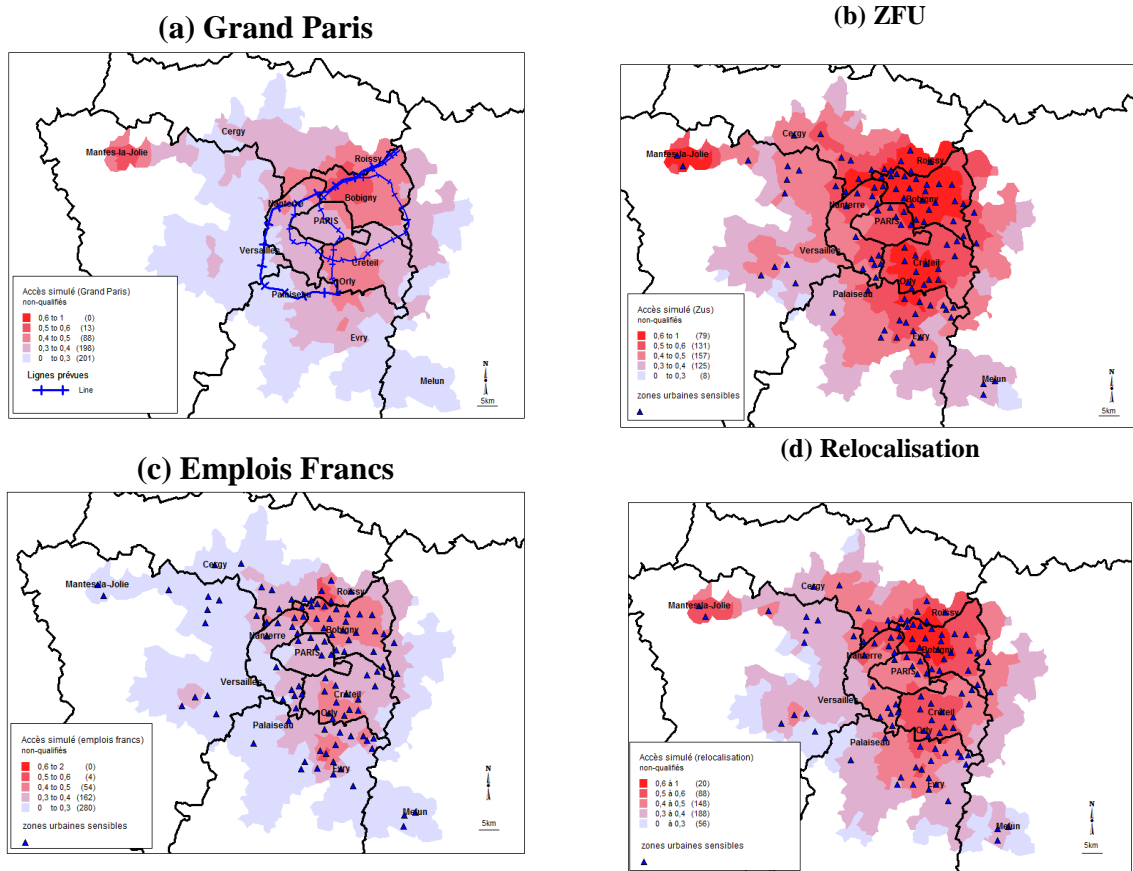 (a) Grand Paris
Cergy
Mantes-la-Jolie
Roissy
Bobigny
Nanterre
PARIS
Versailles
Créteil
Orly
Palaiseau
Evry
Melun
Accès simulé (Grand Paris)
non-qualifiés
0,6 to 1 (0)
0,5 to 0,6 (13)
0,4 to 0,5 (88)
0,3 to 0,4 (198)
0 to 0,3 (201)
Lignes prévues
Line
N
5km
(b) ZFU
Cergy
Mantes-la-Jolie
Roissy
Bobigny
Nanterre
PARIS
Versailles
Créteil
Orly
Palaiseau
Evry
Melun
Accès simulé (Zus)
non-qualifiés
0,6 to 1 (79)
0,5 to 0,6 (131)
0,4 to 0,5 (157)
0,3 to 0,4 (125)
0 to 0,3 (8)
zones urbaines sensibles
N
5km
(c) Emplois Francs
Cergy
Mantes-la-Jolie
Roissy
Bobigny
Nanterre
PARIS
Versailles
Créteil
Orly
Palaiseau
Evry
Melun
Accès simulé (emplois francs)
non-qualifiés
0,6 to 2 (0)
0,5 to 0,6 (4)
0,4 to 0,5 (54)
0,3 to 0,4 (162)
0 to 0,3 (280)
zones urbaines sensibles
N
5km
(d) Relocalisation
Cergy
Mantes-la-Jolie
Roissy
Bobigny
Nanterre
PARIS
Versailles
Créteil
Orly
Palaiseau
Evry
Melun
Accès simulé (relocalisation)
non-qualifiés
0,6 à 1 (20)
0,5 à 0,6 (88)
0,4 à 0,5 (148)
0,3 à 0,4 (188)
0 à 0,3 (56)
zones urbaines sensibles
N
5km